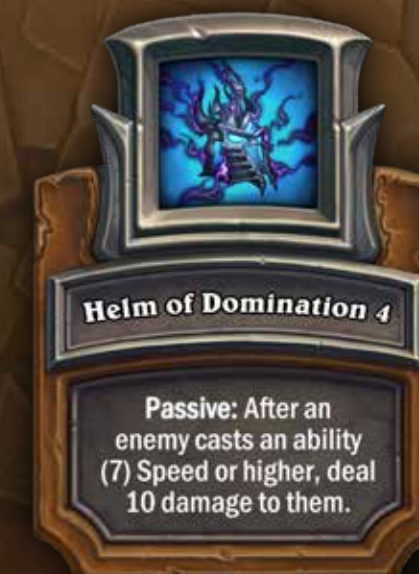 Helm of Domination 4
Passive: After an
enemy casts an ability
(7) Speed or higher, deal
10 damage to them.